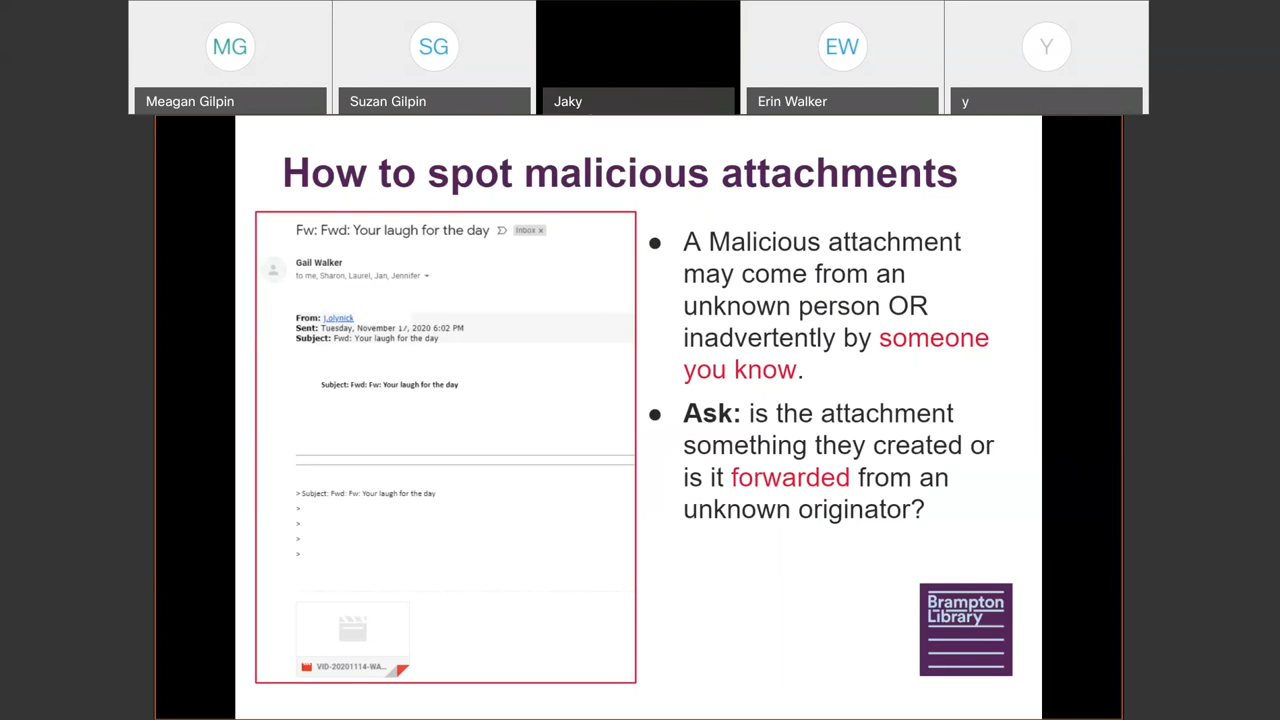 MG
SG
EW
Y
Meagan Gilpin
Suzan Gilpin
Jaky
Erin Walker
y
How to spot malicious attachments
Fw: Fwd: Your laugh for the day
Inbox x
Gail Walker
to me, Sharon, Laurel, Jan, Jennifer
From: j.olynick
Sent: Tuesday, November 17, 2020 6:02 PM
Subject: Fwd: Your laugh for the day
Subject: Fwd: Fw: Your laugh for the day
> Subject: Fwd: Fw: Your laugh for the day
>
>
>
>
VID-20201114-WA...
● A Malicious attachment
may come from an
unknown person OR
inadvertently by someone
you know.
● Ask: is the attachment
something they created or
is it forwarded from an
unknown originator?
Brampton
Library